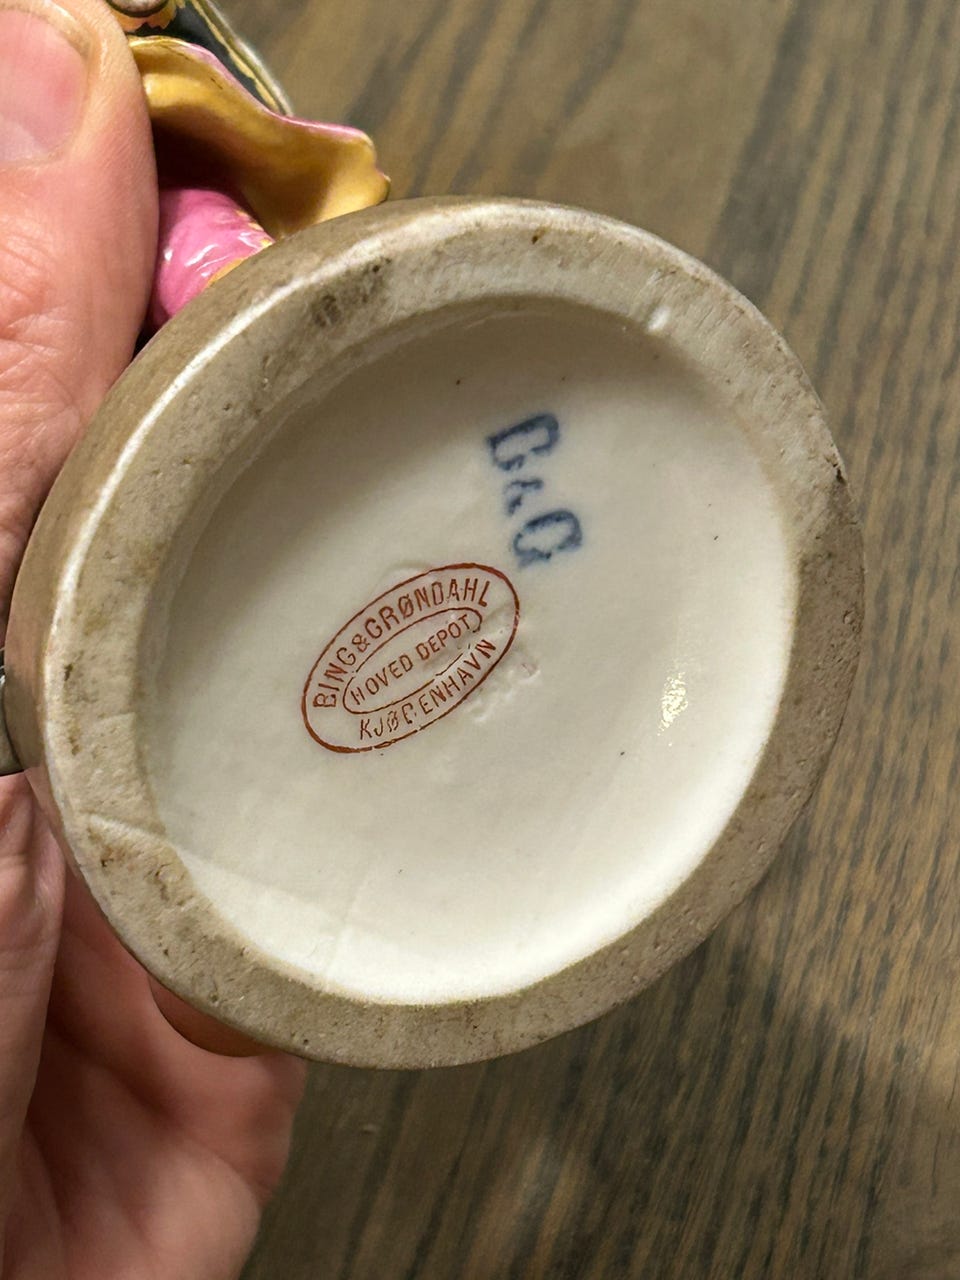 B&G
BING & GRØNDAHL
HOVED DEPOT
KJØBENHAVN